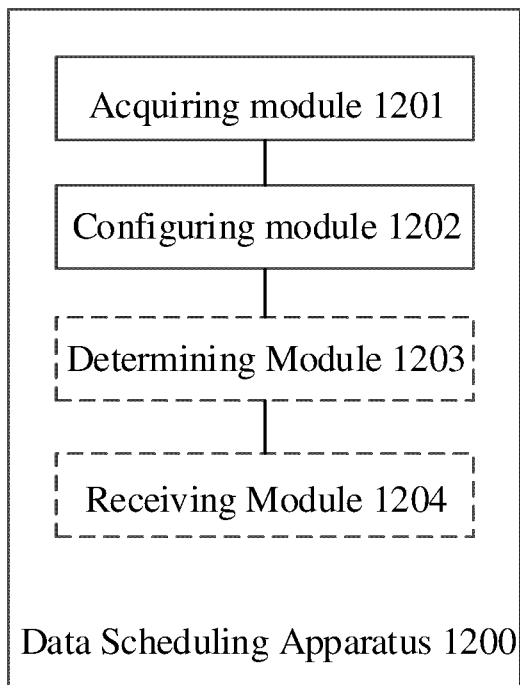 Acquiring module 1201
Configuring module 1202
Determining Module 1203
Receiving Module 1204
Data Scheduling Apparatus 1200